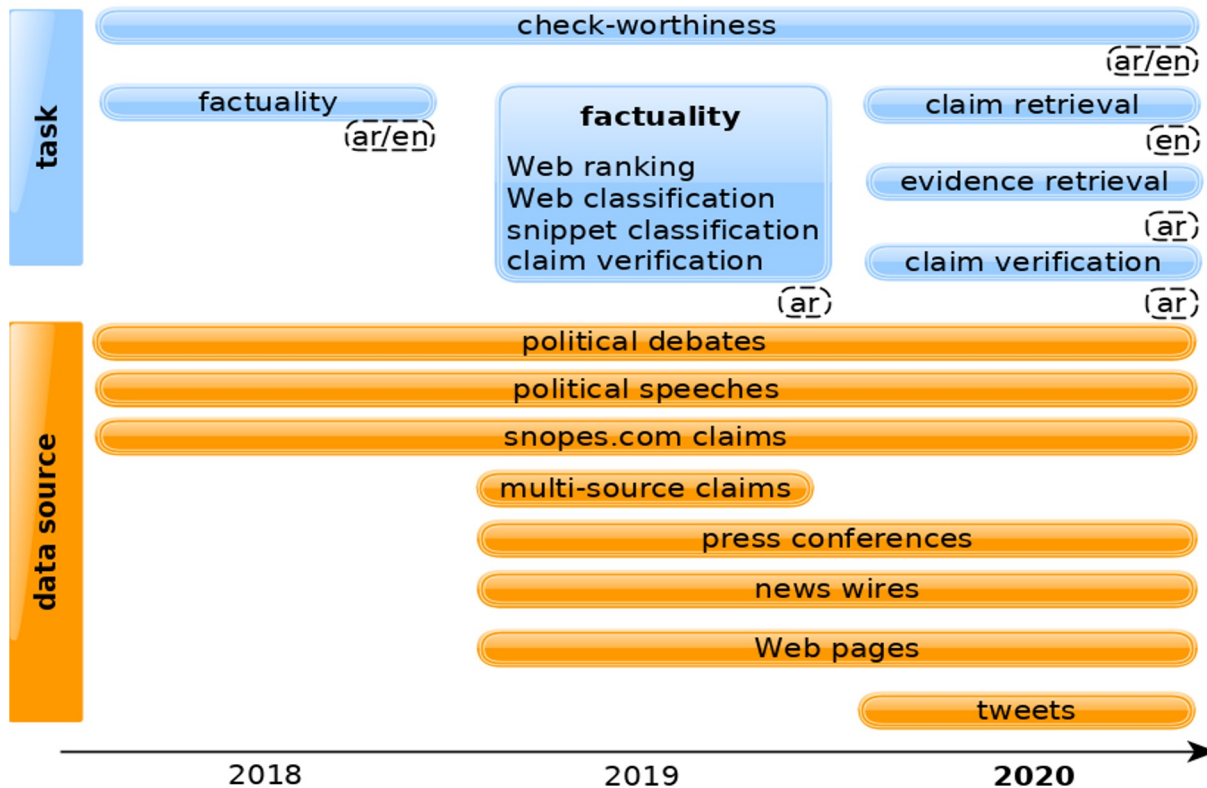 task
check-worthiness
ar/en
factuality
ar/en
factuality
Web ranking
Web classification
snippet classification
claim verification
ar
claim retrieval
en
evidence retrieval
ar
claim verification
ar
data source
political debates
political speeches
snopes.com claims
multi-source claims
press conferences
news wires
Web pages
tweets
2018 2019 2020